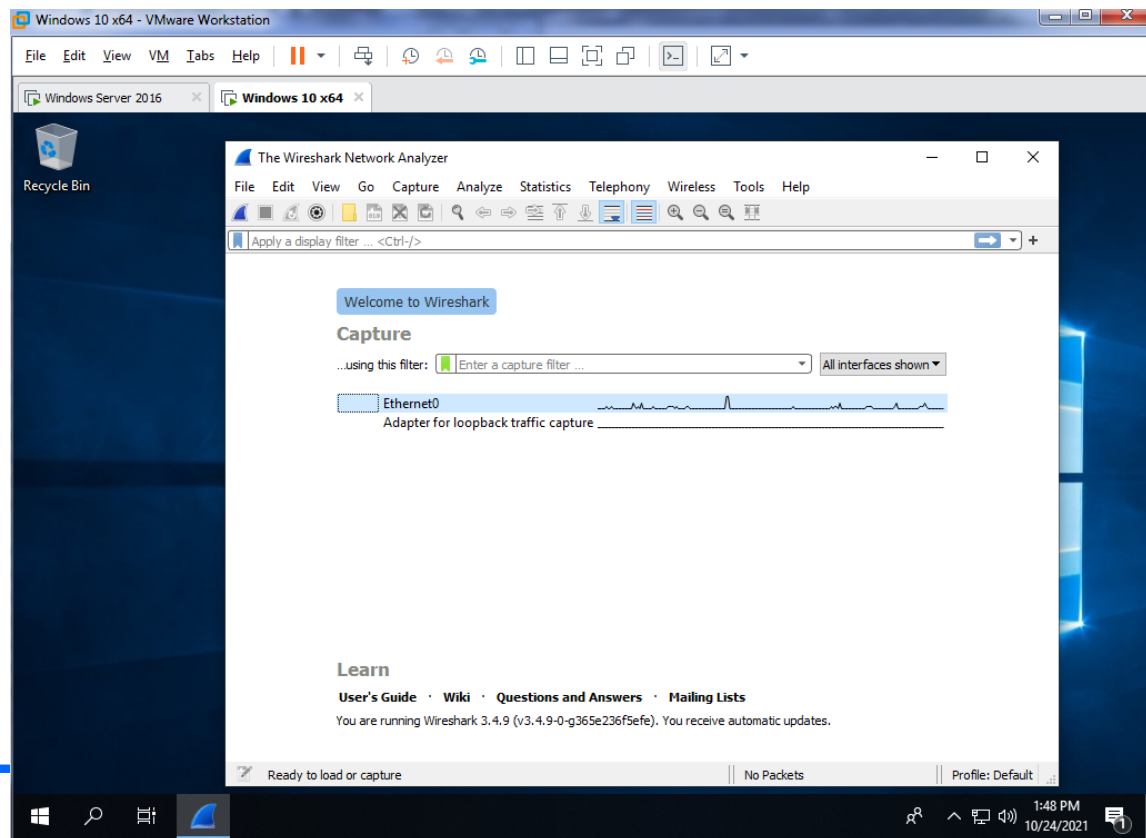 Windows 10 x64 - VMware Workstation
File Edit View VM Tabs Help
Windows Server 2016
Windows 10 x64
Recycle Bin
The Wireshark Network Analyzer
File Edit View Go Capture Analyze Statistics Telephony Wireless Tools Help
Apply a display filter ... <Ctrl-/>
Welcome to Wireshark
Capture
...using this filter: Enter a capture filter ... All interfaces shown
Ethernet0
Adapter for loopback traffic capture
Learn
User's Guide · Wiki · Questions and Answers · Mailing Lists
You are running Wireshark 3.4.9 (v3.4.9-0-g365e236f5efe). You receive automatic updates.
Ready to load or capture No Packets Profile: Default
1:48 PM
10/24/2021
1